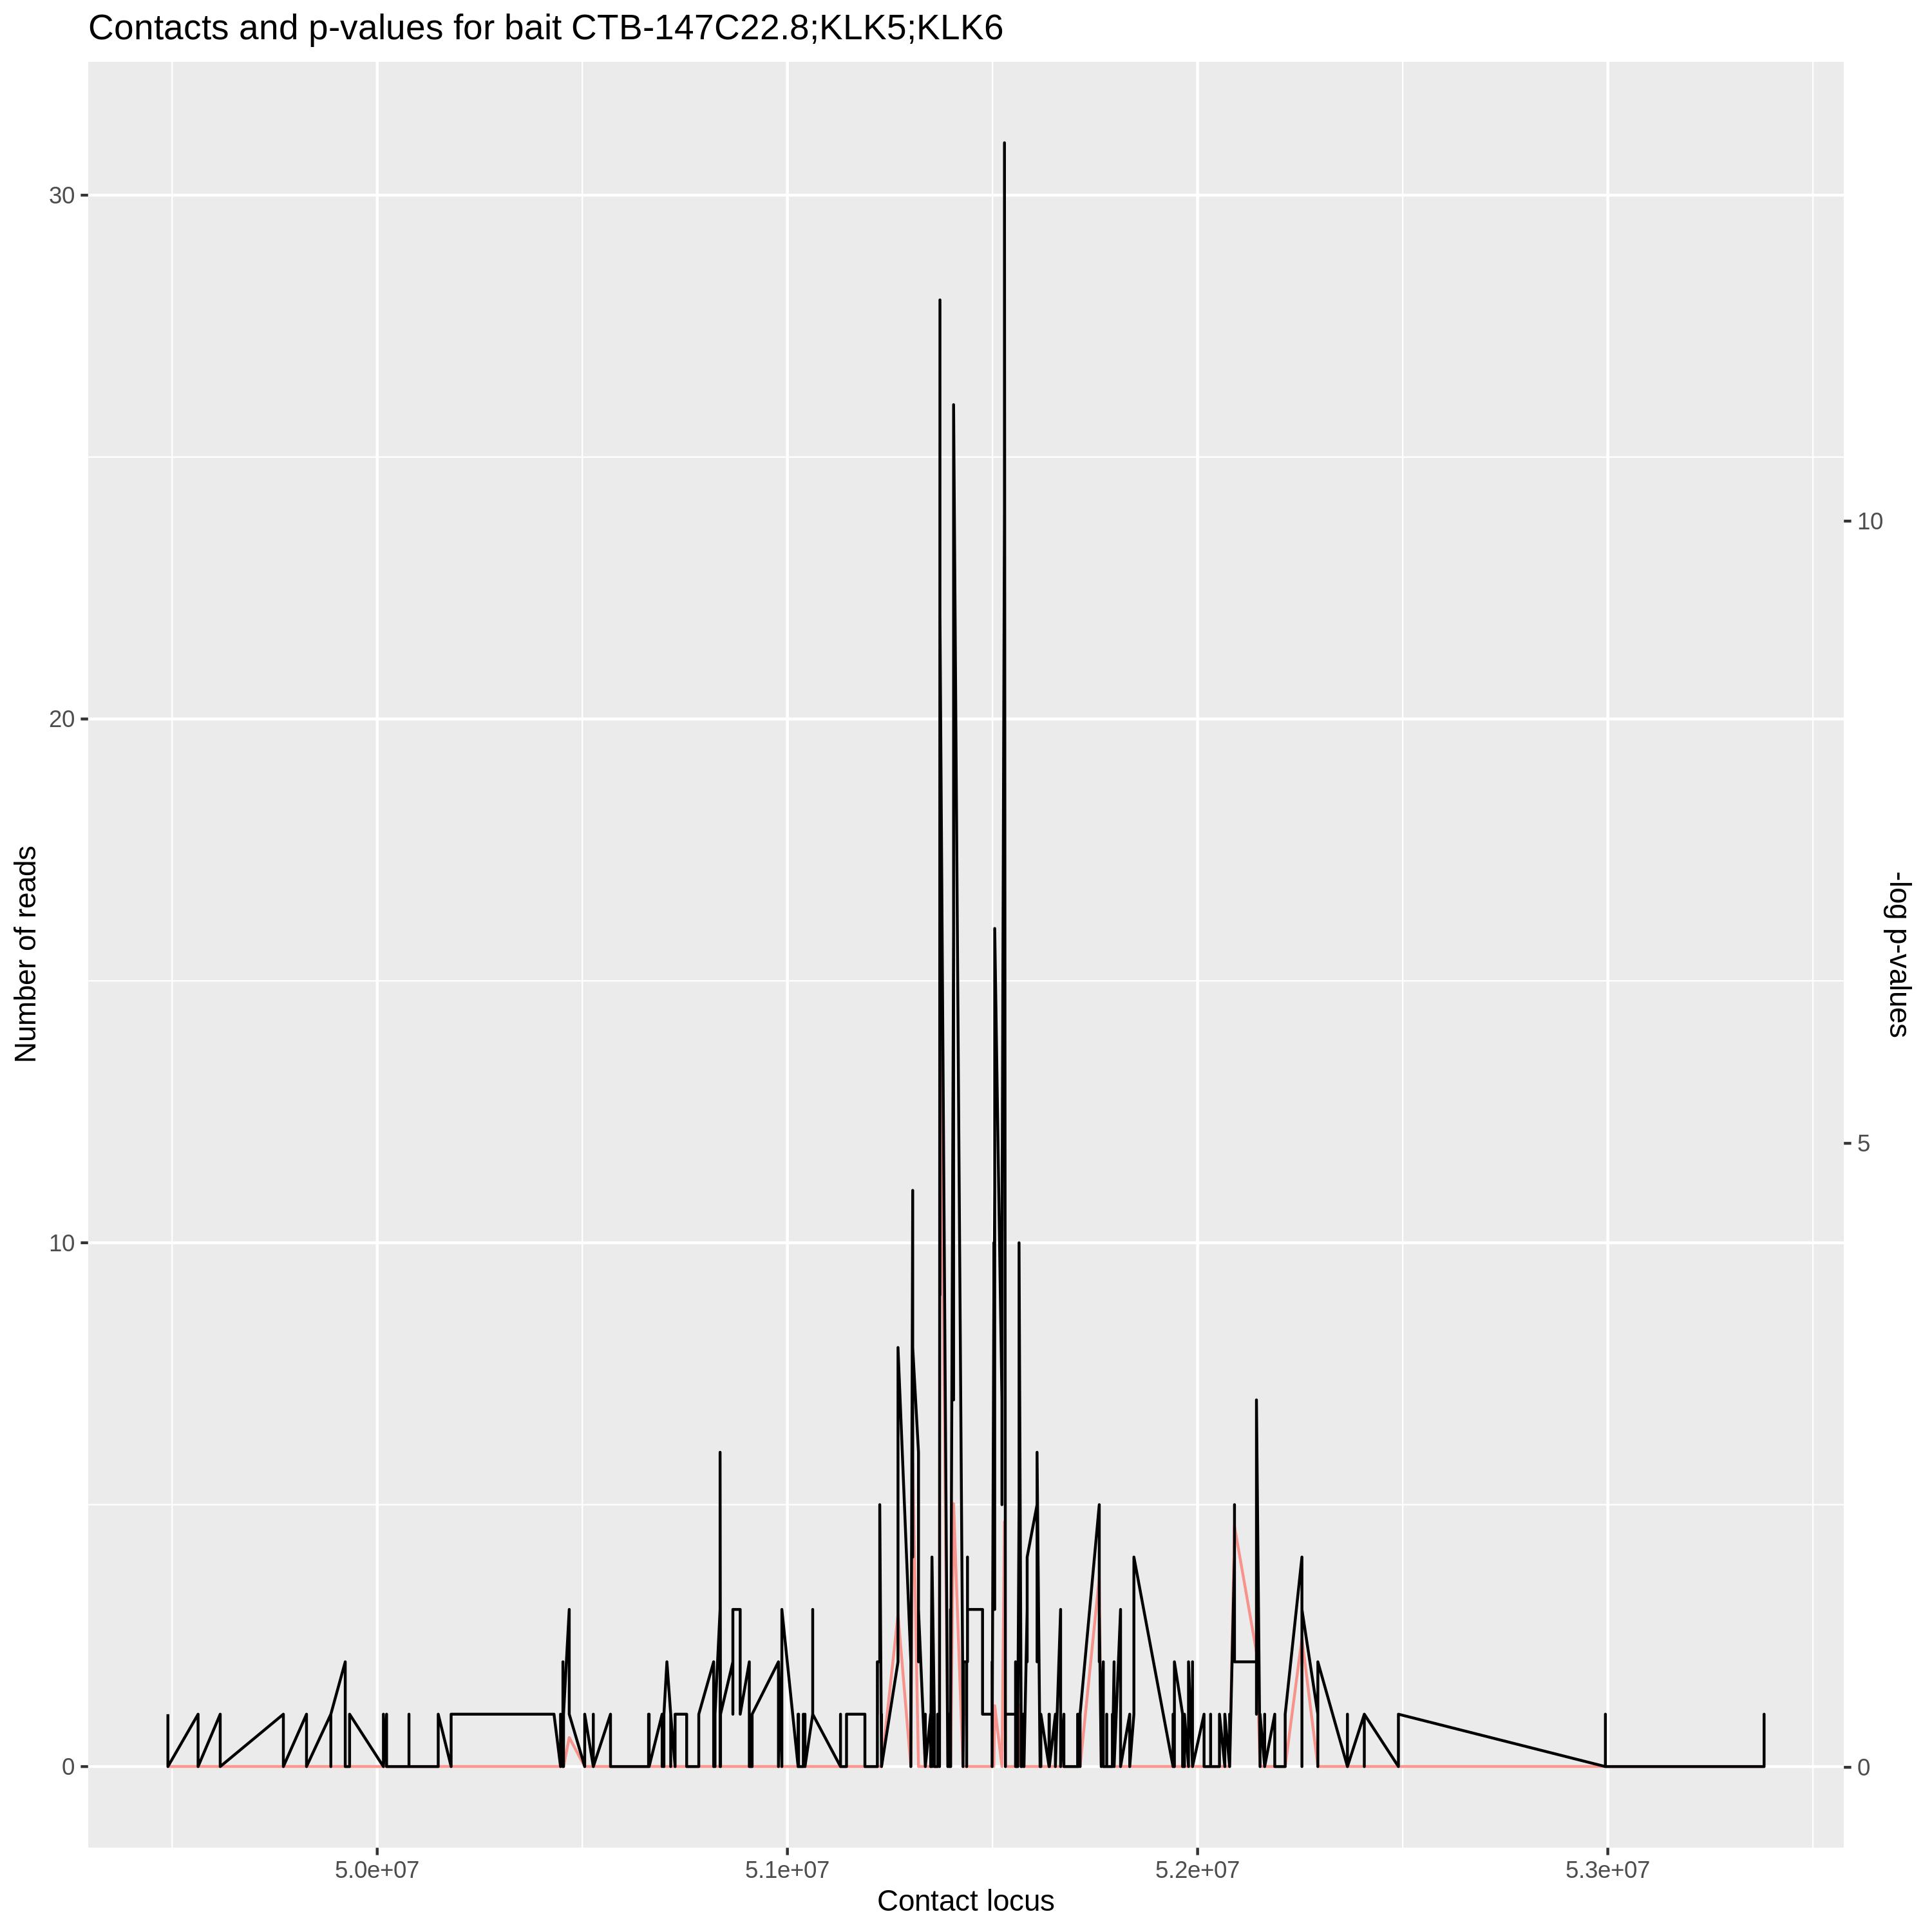 Contacts and p-values for bait CTB-147C22.8;KLK5;KLK6
30
20
10
0
Number of reads
10
5
0
-log p-values
5.0e+07 5.1e+07 5.2e+07 5.3e+07
Contact locus